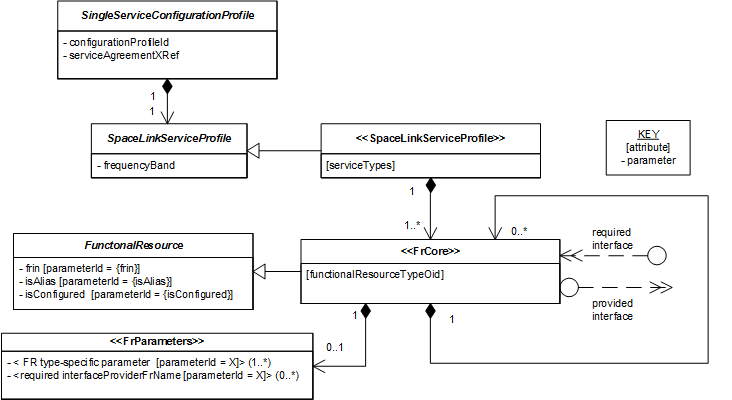 SingleServiceConfigurationProfile
- configurationProfileId
- serviceAgreementXRef
1
1
SpaceLinkServiceProfile
- frequencyBand
<<SpaceLinkServiceProfile>>
[serviceTypes]
KEY
[attribute]
- parameter
1
1..*
0..*
FunctonalResource
- frin [parameterId = {frin}]
- isAlias [parameterId = {isAlias}]
- isConfigured [parameterId = {isConfigured}]
<<FrCore>>
[functionalResourceTypeOid]
required
interface
provided
interface
1
1
<<FrParameters>>
- < FR type-specific parameter [parameterId = X]> (1..*)
- <required interfaceProviderFrName [parameterId = X]> (0..*)
0..1